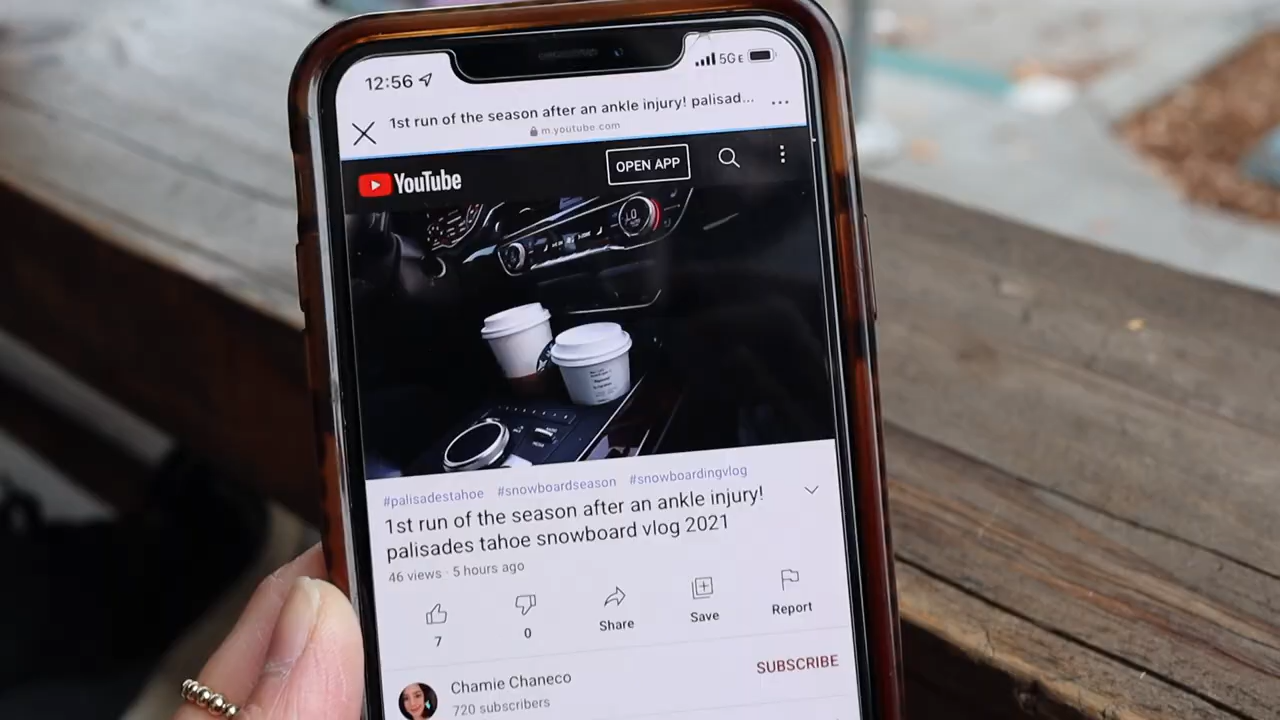 12:56
5GE
1st run of the season after an ankle injury! palisad...
m.youtube.com
YouTube
OPEN APP
#palisadestahoe #snowboardseason #snowboardingvlog
1st run of the season after an ankle injury!
palisades tahoe snowboard vlog 2021
46 views · 5 hours ago
7
0
Share
Save
Report
Chamie Chaneco
SUBSCRIBE
720 subscribers